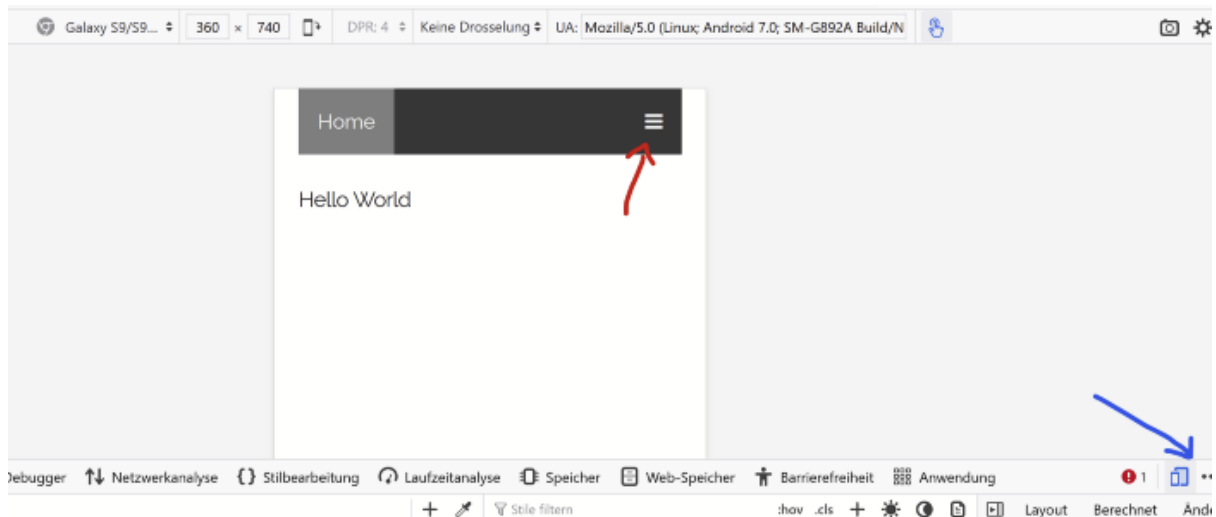 Galaxy S9/S9... 360 × 740 DPR: 4 Keine Drosselung UA: Mozilla/5.0 (Linux; Android 7.0; SM-G892A Build/N
Home
Hello World
Debugger Netzwerkanalyse {} Stilbearbeitung Laufzeitanalyse Speicher Web-Speicher Barrierefreiheit Anwendung 1
+ Stile filtern :hov .cls + Layout Berechnet Ände